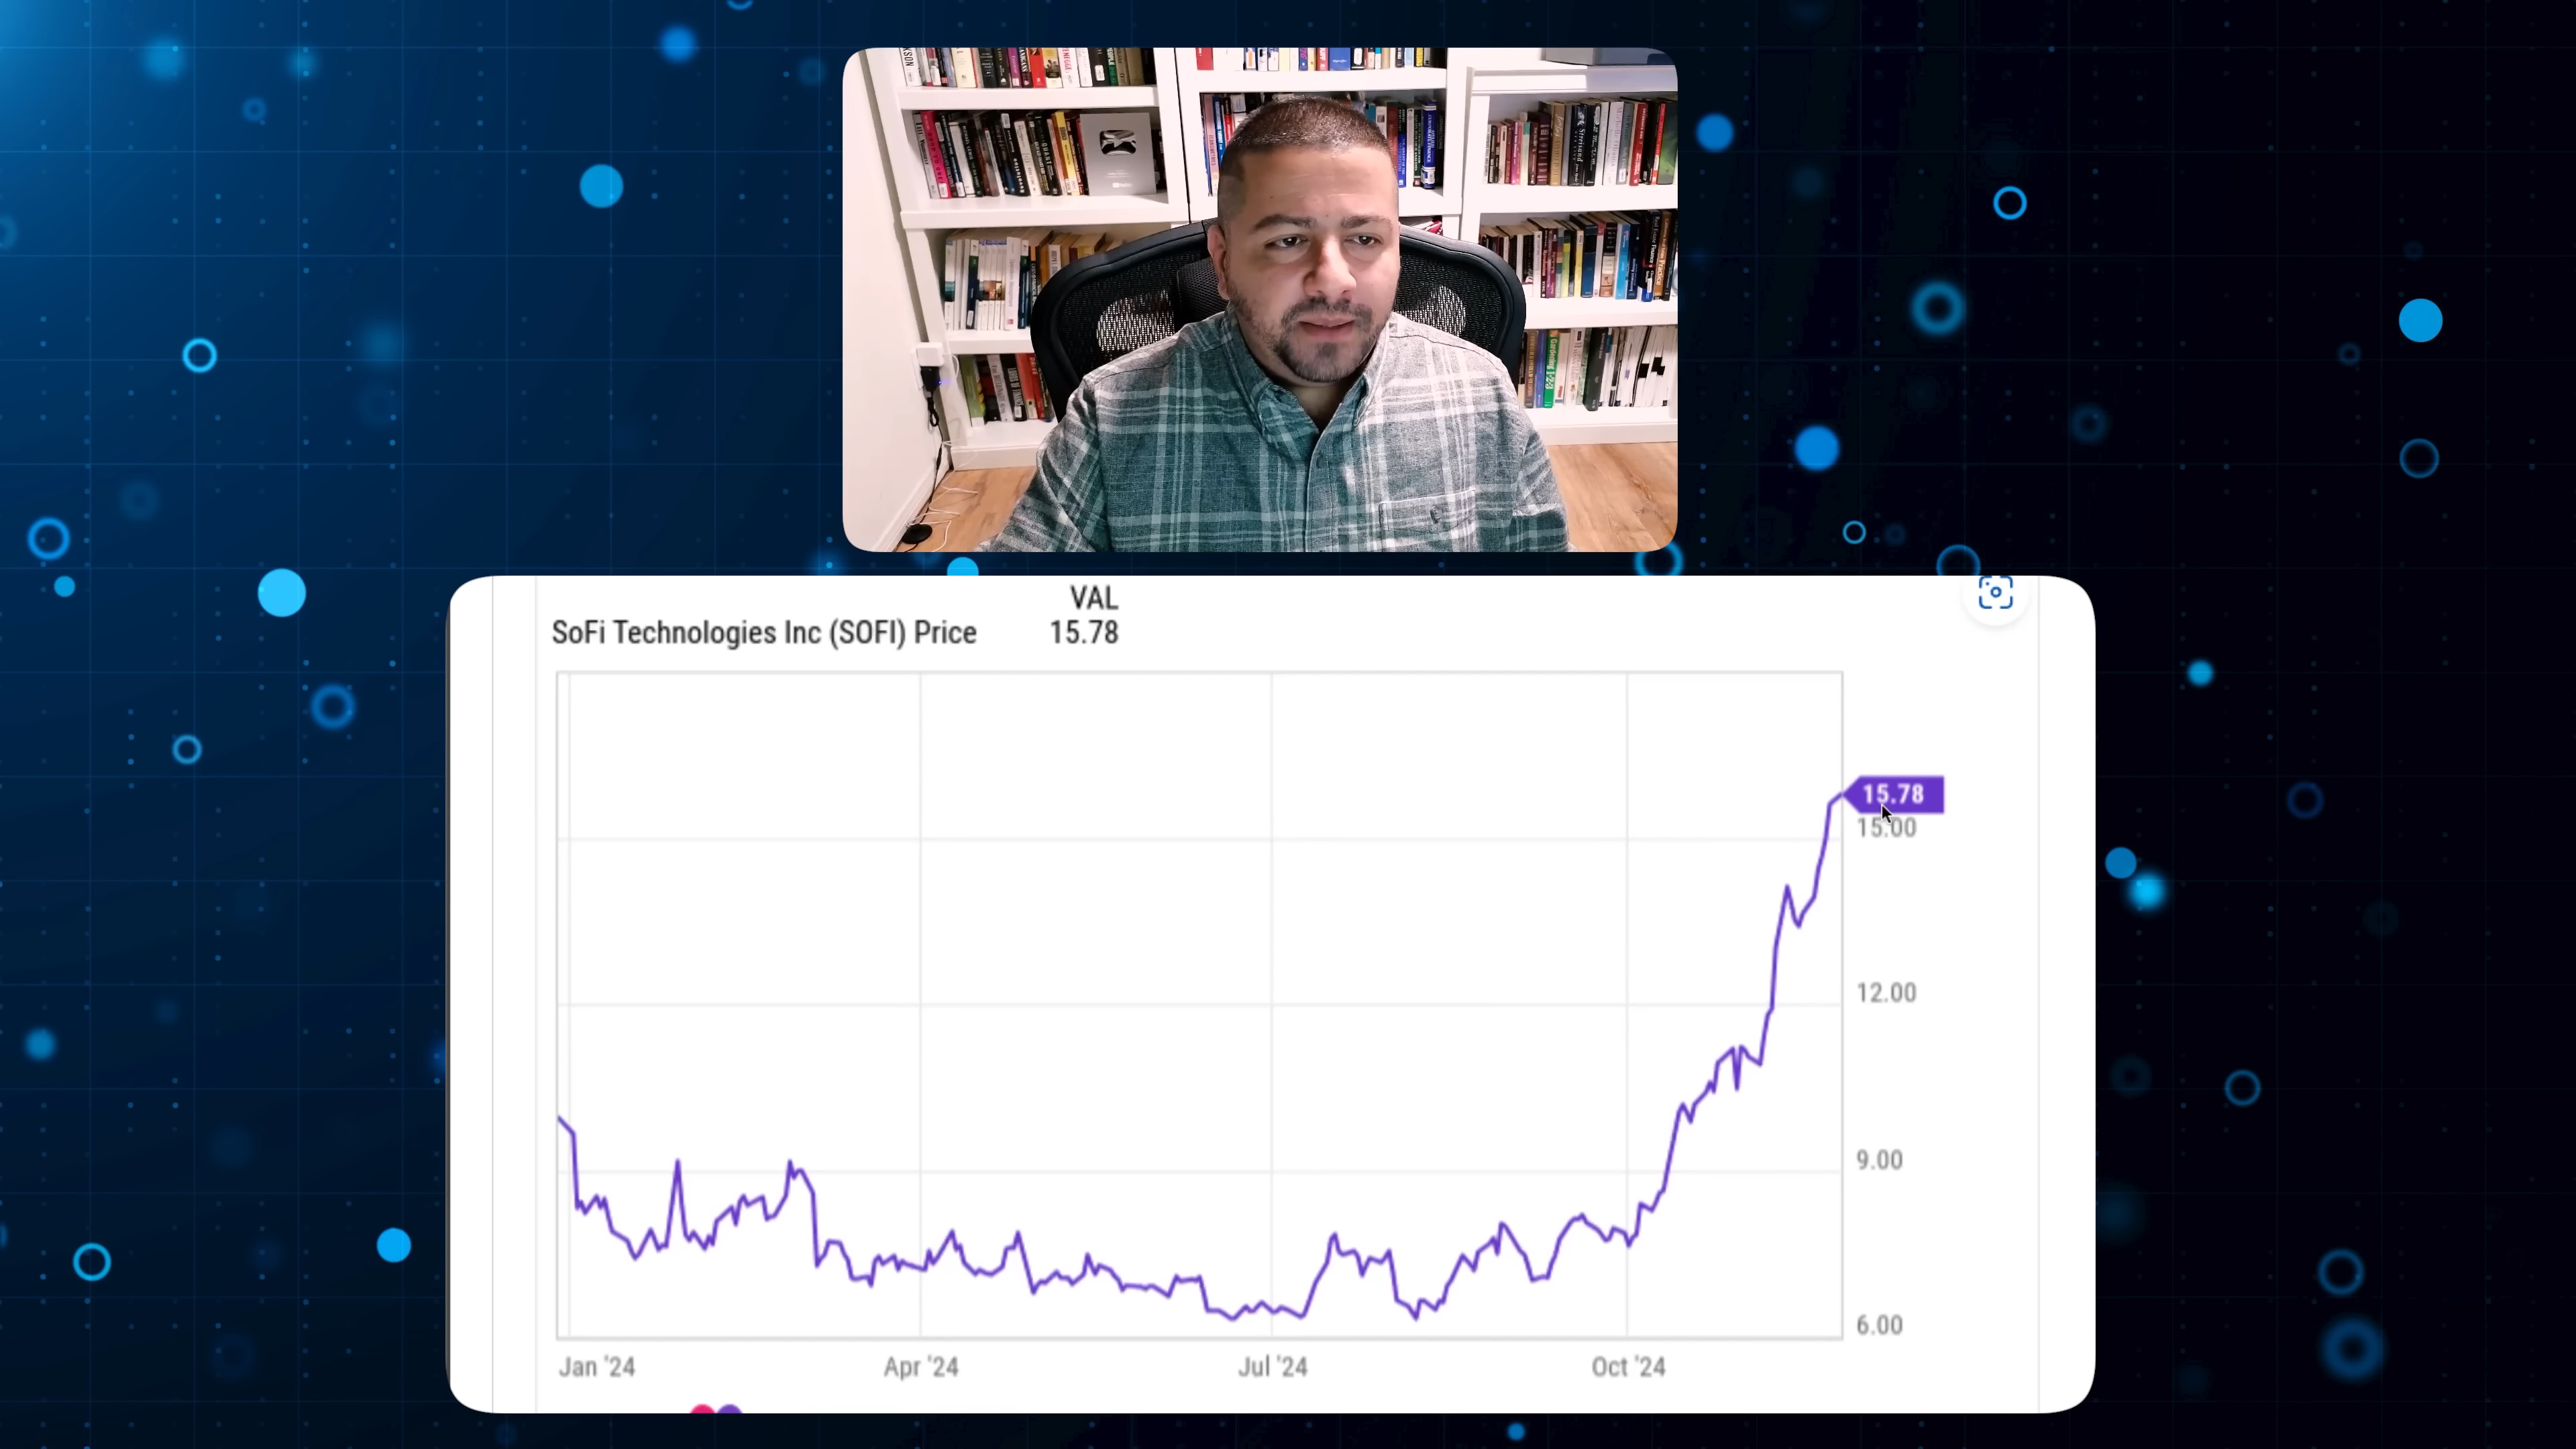 VAL
SoFi Technologies Inc (SOFI) Price 15.78
15.78
15.00
12.00
9.00
6.00
Jan '24 Apr '24 Jul '24 Oct '24